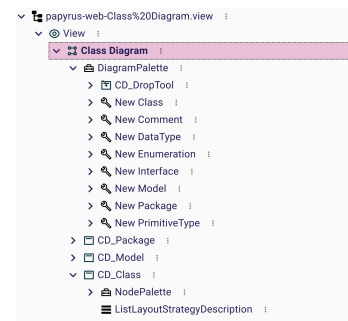 papyrus-web-Class%20Diagram.view
View
Class Diagram
DiagramPalette
CD_DropTool
New Class
New Comment
New DataType
New Enumeration
New Interface
New Model
New Package
New PrimitiveType
CD_Package
CD_Model
CD_Class
NodePalette
ListLayoutStrategyDescription